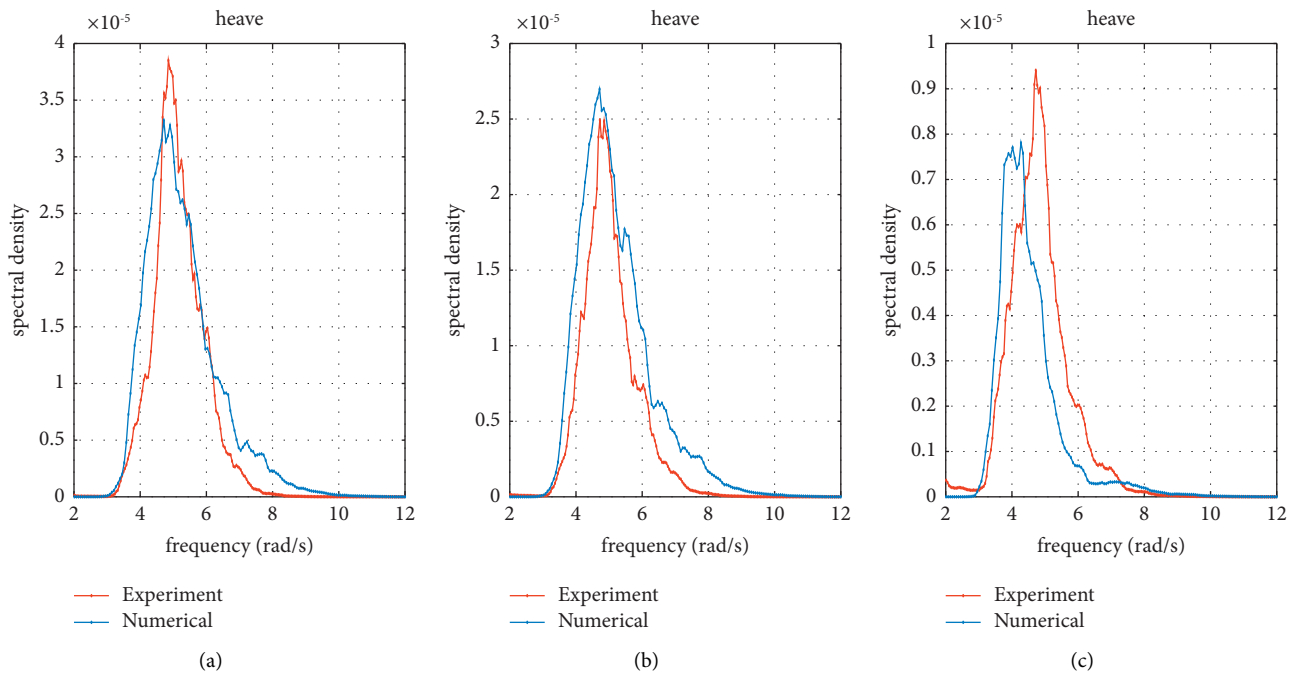 ×10⁻⁵
heave
4
3.5
3
2.5
2
1.5
1
0.5
0
2
4
6
8
10
12
spectral density
frequency (rad/s)
Experiment
Numerical
(a)
×10⁻⁵
heave
3
2.5
2
1.5
1
0.5
0
2
4
6
8
10
12
spectral density
frequency (rad/s)
Experiment
Numerical
(b)
×10⁻⁵
heave
1
0.9
0.8
0.7
0.6
0.5
0.4
0.3
0.2
0.1
0
2
4
6
8
10
12
spectral density
frequency (rad/s)
Experiment
Numerical
(c)